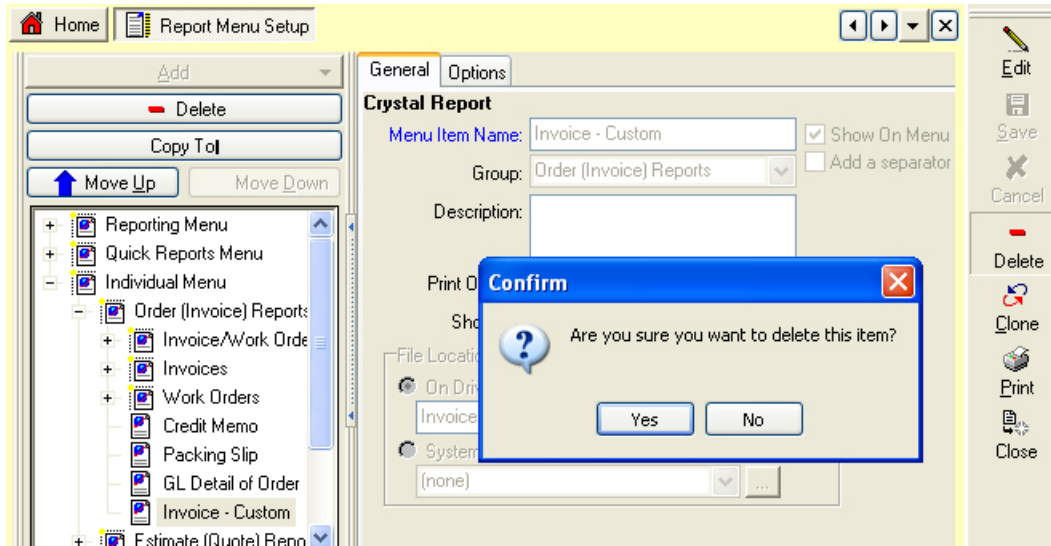 Home
Report Menu Setup
Add
Delete
Copy To
Move Up
Move Down
Reporting Menu
Quick Reports Menu
Individual Menu
Order (Invoice) Reports
Invoice/Work Orde
Invoices
Work Orders
Credit Memo
Packing Slip
GL Detail of Order
Invoice - Custom
Estimate (Quote) Repo
General Options
Crystal Report
Menu Item Name: Invoice - Custom
Show On Menu
Group: Order (Invoice) Reports
Add a separator
Description:
Print O
Sho
File Locatio
On Driv
Invoice
System
(none)
...
Confirm
Are you sure you want to delete this item?
Yes No
Edit
Save
Cancel
Delete
Clone
Print
Close